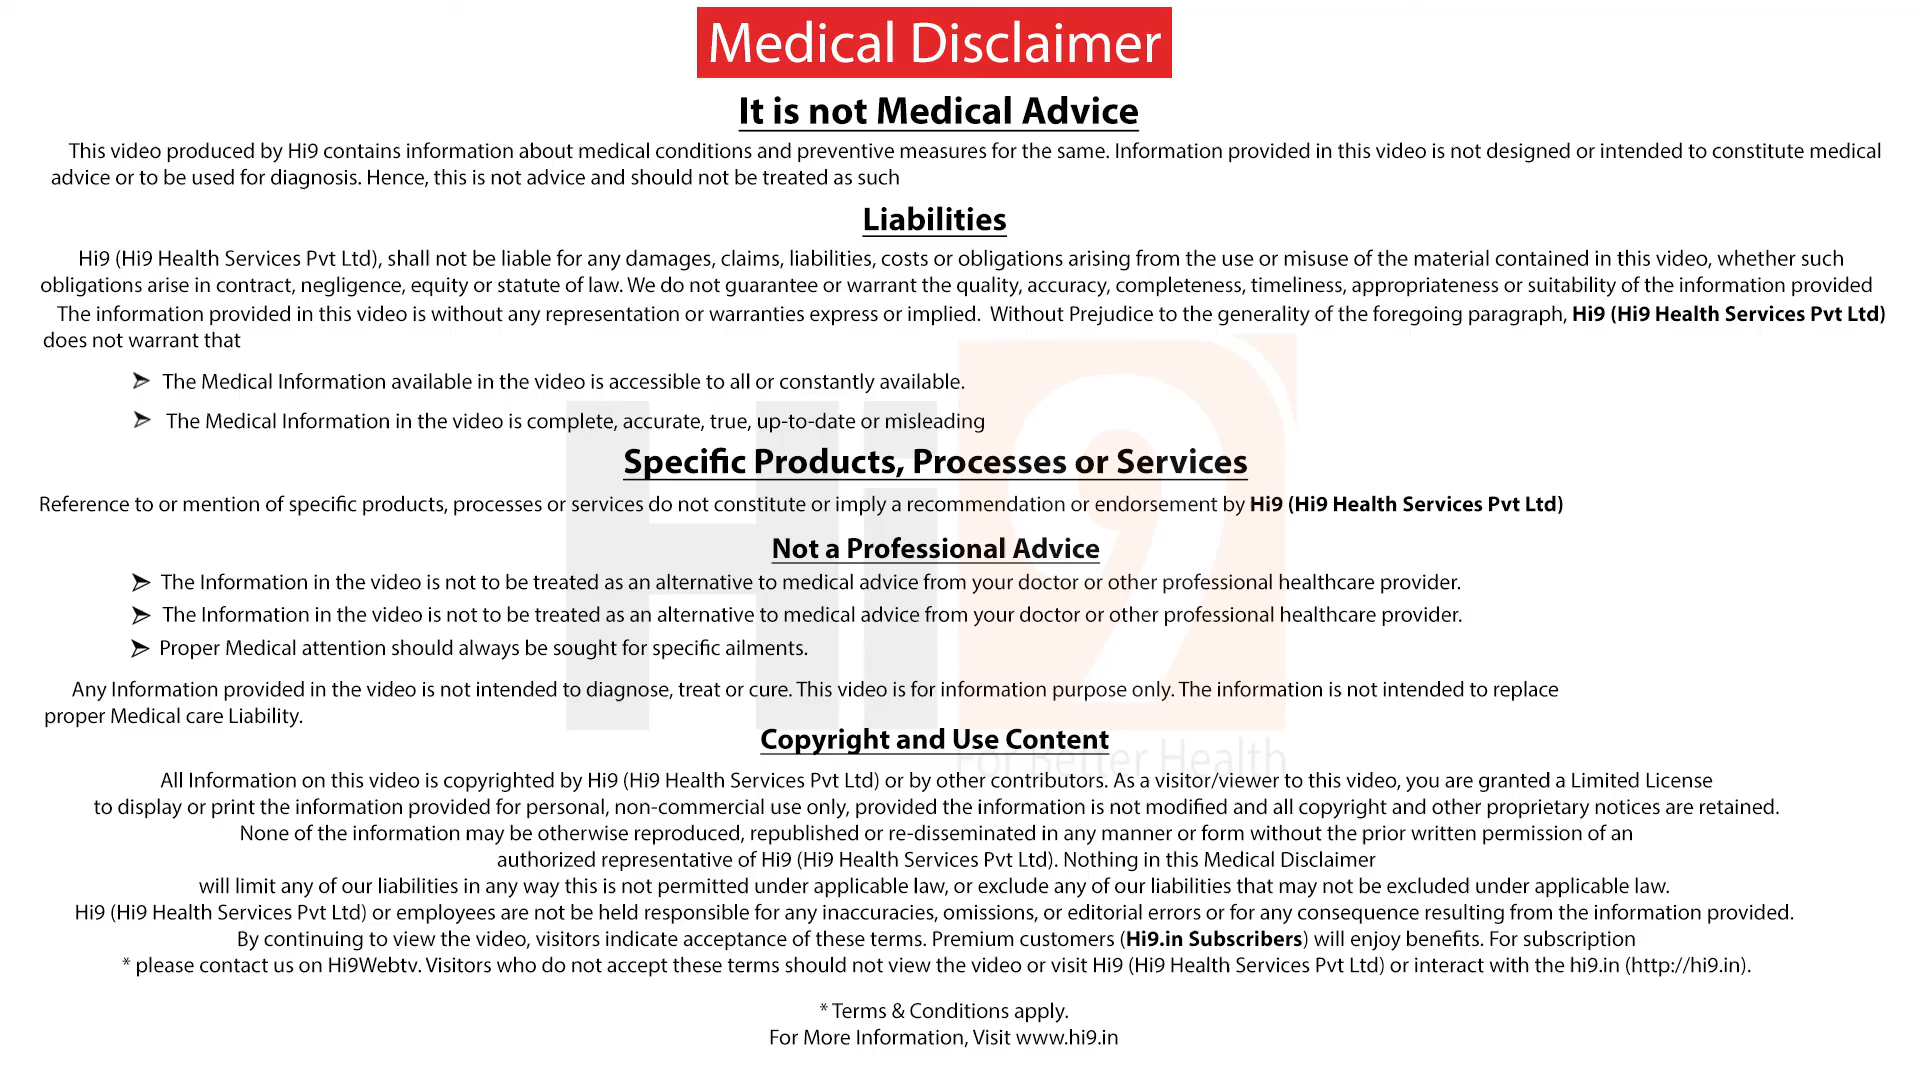 Medical Disclaimer
It is not Medical Advice
This video produced by Hi9 contains information about medical conditions and preventive measures for the same. Information provided in this video is not designed or intended to constitute medical
advice or to be used for diagnosis. Hence, this is not advice and should not be treated as such
Liabilities
Hi9 (Hi9 Health Services Pvt Ltd), shall not be liable for any damages, claims, liabilities, costs or obligations arising from the use or misuse of the material contained in this video, whether such
obligations arise in contract, negligence, equity or statute of law. We do not guarantee or warrant the quality, accuracy, completeness, timeliness, appropriateness or suitability of the information provided
The information provided in this video is without any representation or warranties express or implied. Without Prejudice to the generality of the foregoing paragraph, Hi9 (Hi9 Health Services Pvt Ltd)
does not warrant that
➢ The Medical Information available in the video is accessible to all or constantly available.
➢ The Medical Information in the video is complete, accurate, true, up-to-date or misleading
Specific Products, Processes or Services
Reference to or mention of specific products, processes or services do not constitute or imply a recommendation or endorsement by Hi9 (Hi9 Health Services Pvt Ltd)
Not a Professional Advice
➢ The Information in the video is not to be treated as an alternative to medical advice from your doctor or other professional healthcare provider.
➢ The Information in the video is not to be treated as an alternative to medical advice from your doctor or other professional healthcare provider.
➢ Proper Medical attention should always be sought for specific ailments.
Any Information provided in the video is not intended to diagnose, treat or cure. This video is for information purpose only. The information is not intended to replace
proper Medical care Liability.
Hi9
For Better Health
Copyright and Use Content
All Information on this video is copyrighted by Hi9 (Hi9 Health Services Pvt Ltd) or by other contributors. As a visitor/viewer to this video, you are granted a Limited License
to display or print the information provided for personal, non-commercial use only, provided the information is not modified and all copyright and other proprietary notices are retained.
None of the information may be otherwise reproduced, republished or re-disseminated in any manner or form without the prior written permission of an
authorized representative of Hi9 (Hi9 Health Services Pvt Ltd). Nothing in this Medical Disclaimer
will limit any of our liabilities in any way this is not permitted under applicable law, or exclude any of our liabilities that may not be excluded under applicable law.
Hi9 (Hi9 Health Services Pvt Ltd) or employees are not be held responsible for any inaccuracies, omissions, or editorial errors or for any consequence resulting from the information provided.
By continuing to view the video, visitors indicate acceptance of these terms. Premium customers (Hi9.in Subscribers) will enjoy benefits. For subscription
* please contact us on Hi9Webtv. Visitors who do not accept these terms should not view the video or visit Hi9 (Hi9 Health Services Pvt Ltd) or interact with the hi9.in (http://hi9.in).
* Terms & Conditions apply.
For More Information, Visit www.hi9.in